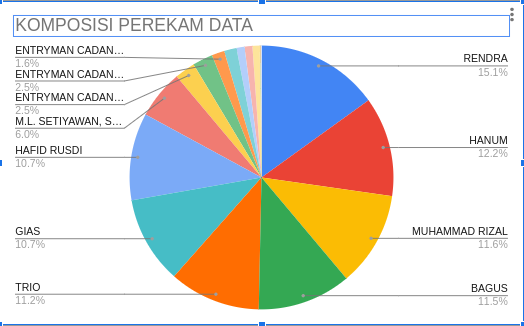 KOMPOSISI PEREKAM DATA
ENTRYMAN CADAN…
1.6%
ENTRYMAN CADAN…
2.5%
ENTRYMAN CADAN…
2.5%
M.L. SETIYAWAN, S…
6.0%
HAFID RUSDI
10.7%
GIAS
10.7%
TRIO
11.2%
RENDRA
15.1%
HANUM
12.2%
MUHAMMAD RIZAL
11.6%
BAGUS
11.5%